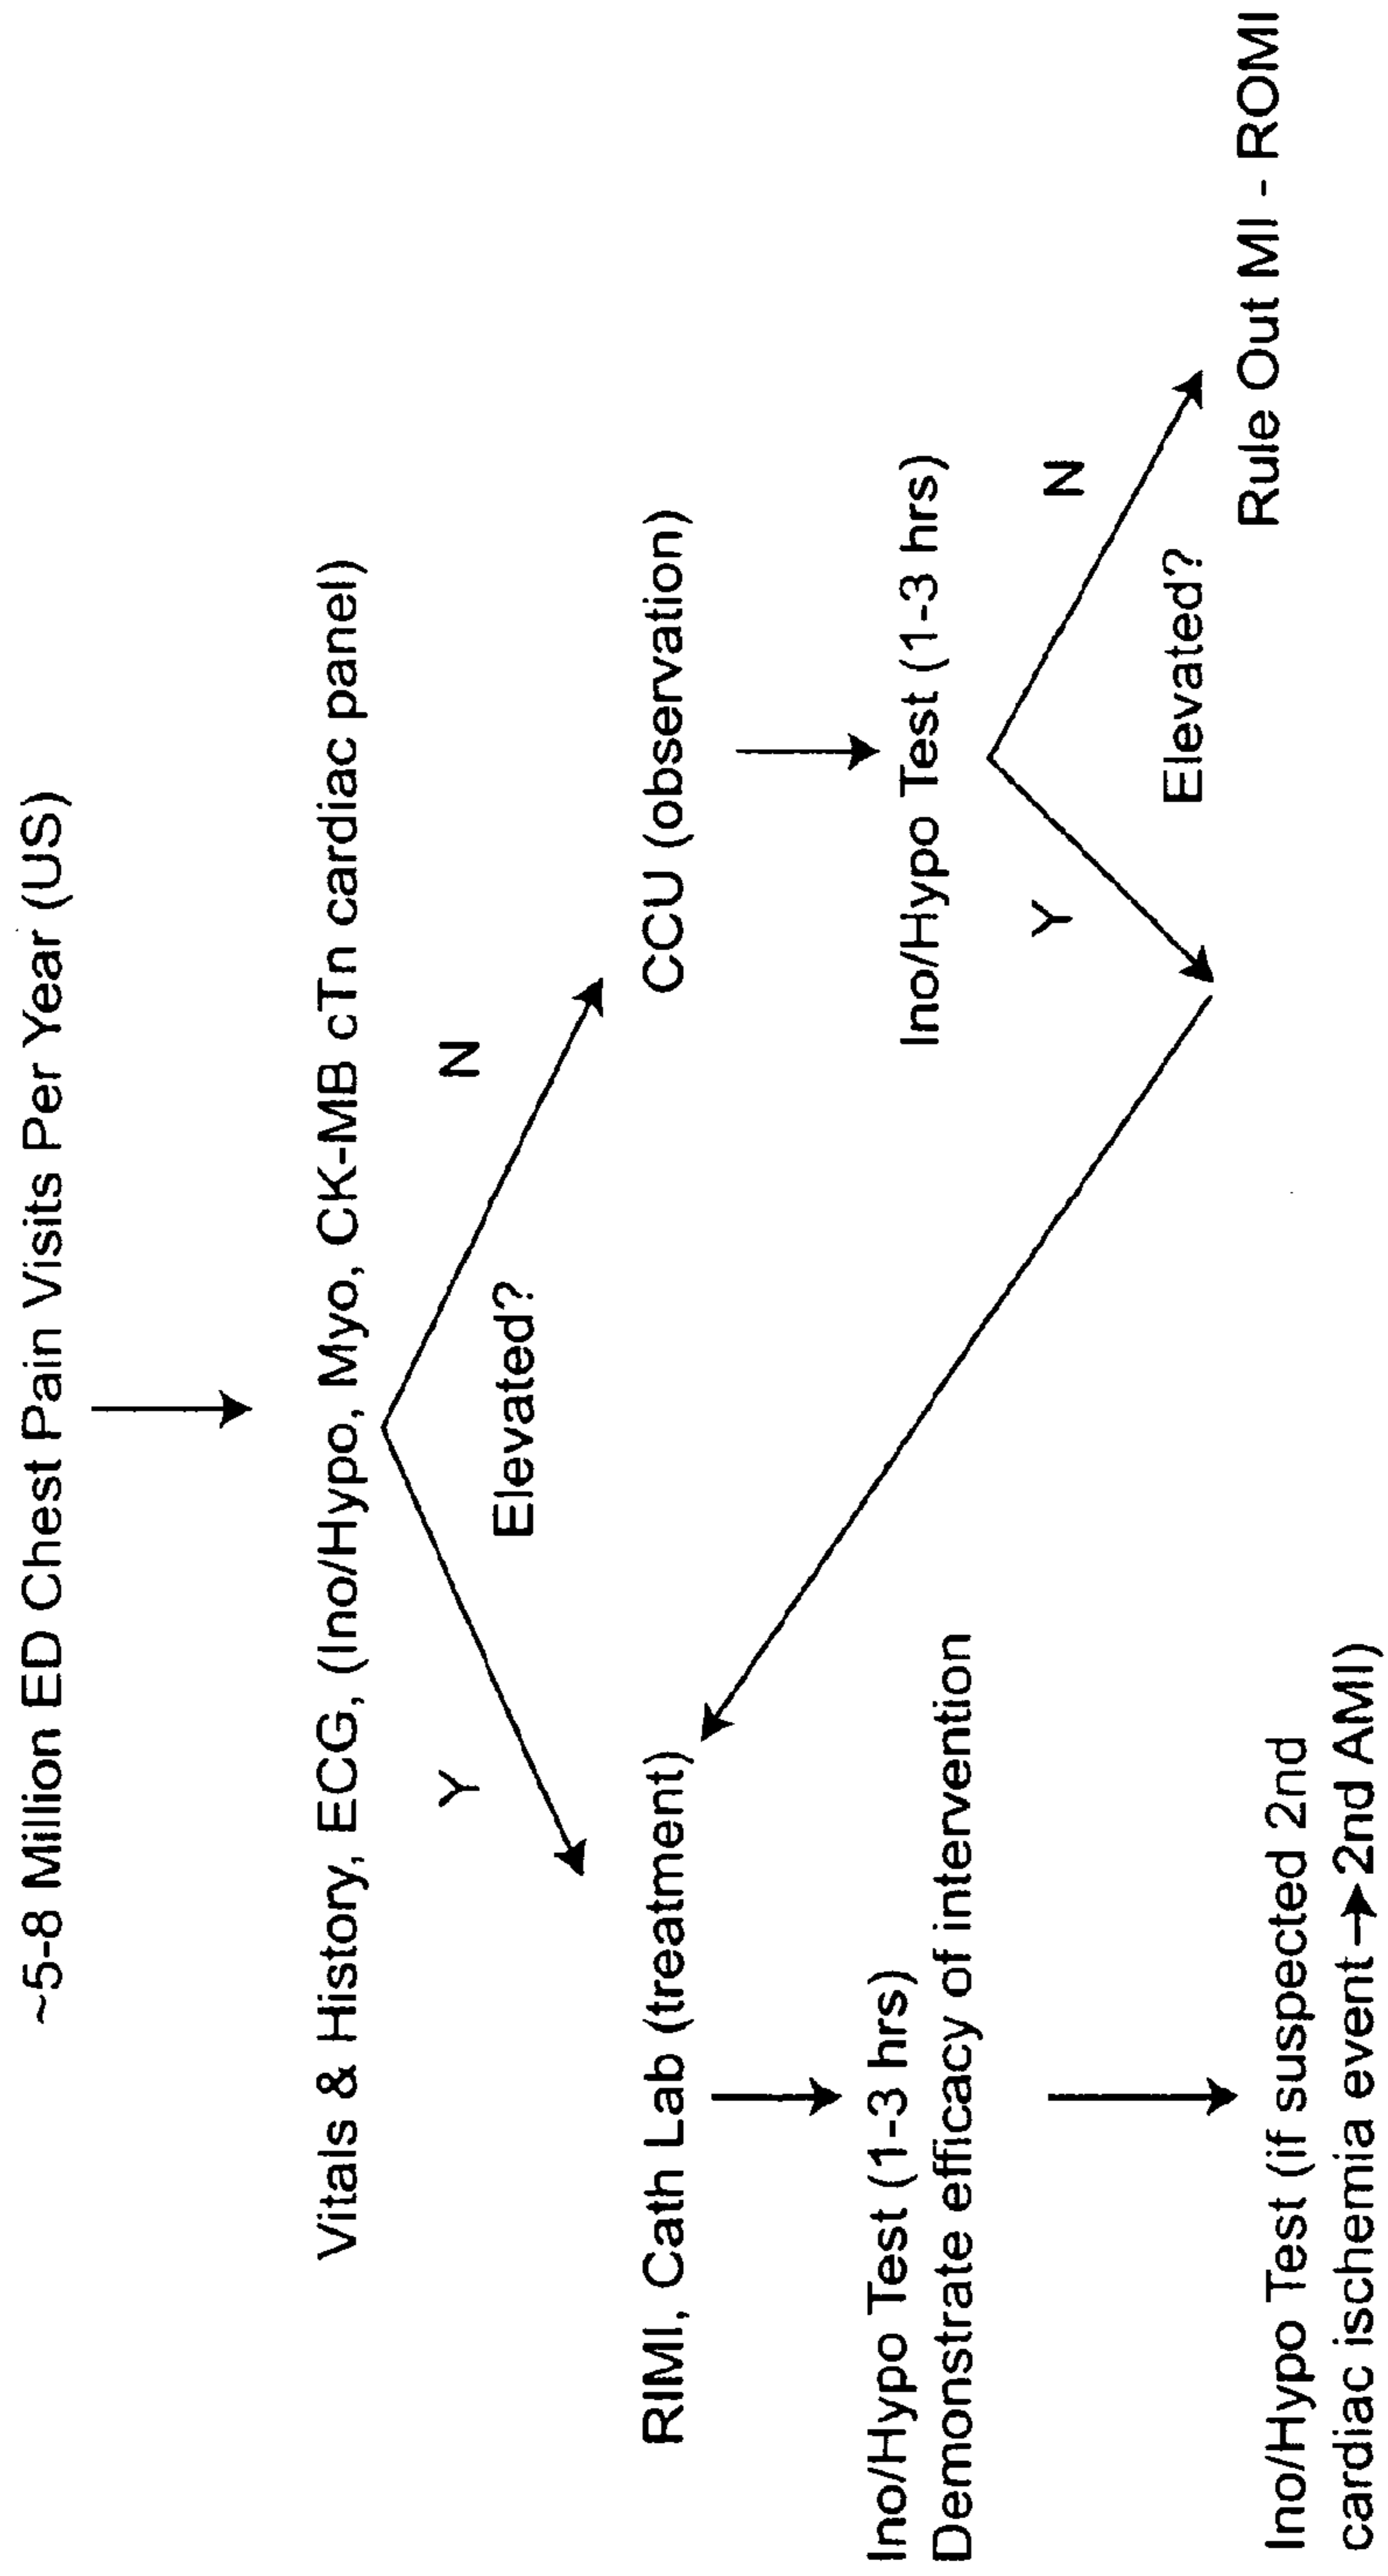 ~5-8 Million ED Chest Pain Visits Per Year (US)
Vitals & History, ECG, (Ino/Hypo, Myo, CK-MB cTn cardiac panel)
Y
N
Elevated?
RIMI, Cath Lab (treatment)
CCU (observation)
Ino/Hypo Test (1-3 hrs)
Demonstrate efficacy of intervention
Ino/Hypo Test (1-3 hrs)
Y
N
Elevated?
Ino/Hypo Test (if suspected 2nd
cardiac ischemia event→2nd AMI)
Rule Out MI - ROMI